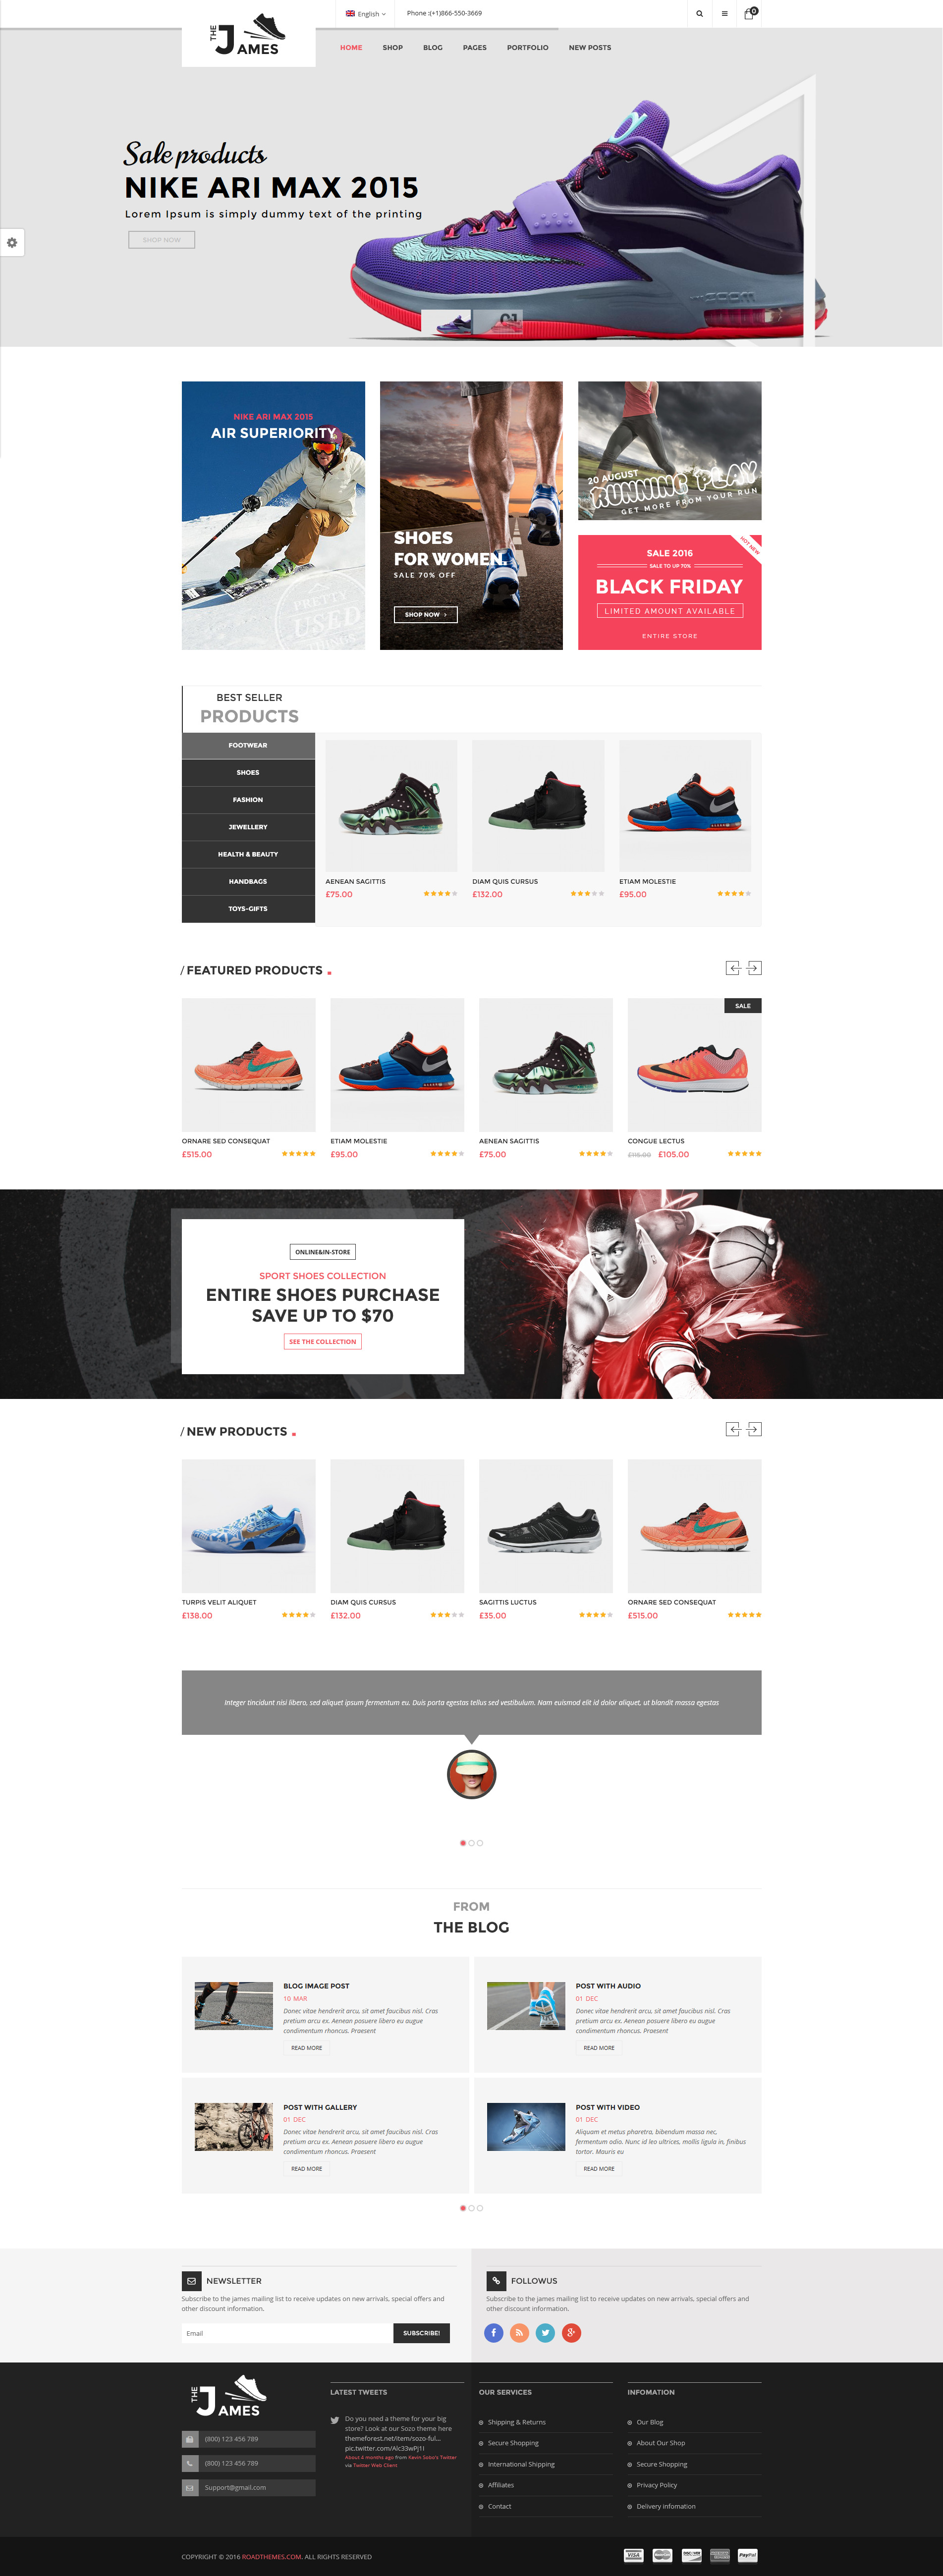 THE JAMES
English
Phone :(+1)866-550-3669
0
HOME SHOP BLOG PAGES PORTFOLIO NEW POSTS
Sale products
NIKE ARI MAX 2015
Lorem Ipsum is simply dummy text of the printing
SHOP NOW
NIKE ARI MAX 2015
AIR SUPERIORITY.
PRETTY
USED
SHOES
FOR WOMEN.
SALE 70% OFF
SHOP NOW
20 AUGUST
RUNNING PLAY
GET MORE FROM YOUR RUN
HOT NEW
SALE 2016
SALE TO UP 70%
BLACK FRIDAY
LIMITED AMOUNT AVAILABLE
ENTIRE STORE
BEST SELLER
PRODUCTS
FOOTWEAR
SHOES
FASHION
JEWELLERY
HEALTH & BEAUTY
HANDBAGS
TOYS-GIFTS
AENEAN SAGITTIS
£75.00
DIAM QUIS CURSUS
£132.00
ETIAM MOLESTIE
£95.00
/ FEATURED PRODUCTS
SALE
ORNARE SED CONSEQUAT
£515.00
ETIAM MOLESTIE
£95.00
AENEAN SAGITTIS
£75.00
CONGUE LECTUS
£115.00 £105.00
ONLINE&IN-STORE
SPORT SHOES COLLECTION
ENTIRE SHOES PURCHASE
SAVE UP TO $70
SEE THE COLLECTION
/ NEW PRODUCTS
TURPIS VELIT ALIQUET
£138.00
DIAM QUIS CURSUS
£132.00
SAGITTIS LUCTUS
£35.00
ORNARE SED CONSEQUAT
£515.00
Integer tincidunt nisi libero, sed aliquet ipsum fermentum eu. Duis porta egestas tellus sed vestibulum. Nam euismod elit id dolor aliquet, ut blandit massa egestas
FROM
THE BLOG
BLOG IMAGE POST
10 MAR
Donec vitae hendrerit arcu, sit amet faucibus nisl. Cras
pretium arcu ex. Aenean posuere libero eu augue
condimentum rhoncus. Praesent
READ MORE
POST WITH AUDIO
01 DEC
Donec vitae hendrerit arcu, sit amet faucibus nisl. Cras
pretium arcu ex. Aenean posuere libero eu augue
condimentum rhoncus. Praesent
READ MORE
POST WITH GALLERY
01 DEC
Donec vitae hendrerit arcu, sit amet faucibus nisl. Cras
pretium arcu ex. Aenean posuere libero eu augue
condimentum rhoncus. Praesent
READ MORE
POST WITH VIDEO
01 DEC
Aliquam et metus pharetra, bibendum massa nec,
fermentum odio. Nunc id leo ultrices, mollis ligula in, finibus
tortor. Mauris eu
READ MORE
NEWSLETTER
Subscribe to the james mailing list to receive updates on new arrivals, special offers and
other discount information.
Email
SUBSCRIBE!
FOLLOWUS
Subscribe to the james mailing list to receive updates on new arrivals, special offers and
other discount information.
THE JAMES
(800) 123 456 789
(800) 123 456 789
Support@gmail.com
LATEST TWEETS
Do you need a theme for your big
store? Look at our Sozo theme here
themeforest.net/item/sozo-ful...
pic.twitter.com/Alc33wPj1I
About 6 months ago from Kevin Sobo's Twitter
via Twitter Web Client
OUR SERVICES
Shipping & Returns
Secure Shopping
International Shipping
Affiliates
Contact
INFOMATION
Our Blog
About Our Shop
Secure Shopping
Privacy Policy
Delivery infomation
COPYRIGHT © 2016 ROADTHEMES.COM. ALL RIGHTS RESERVED
VISA
DISCOVER
PayPal